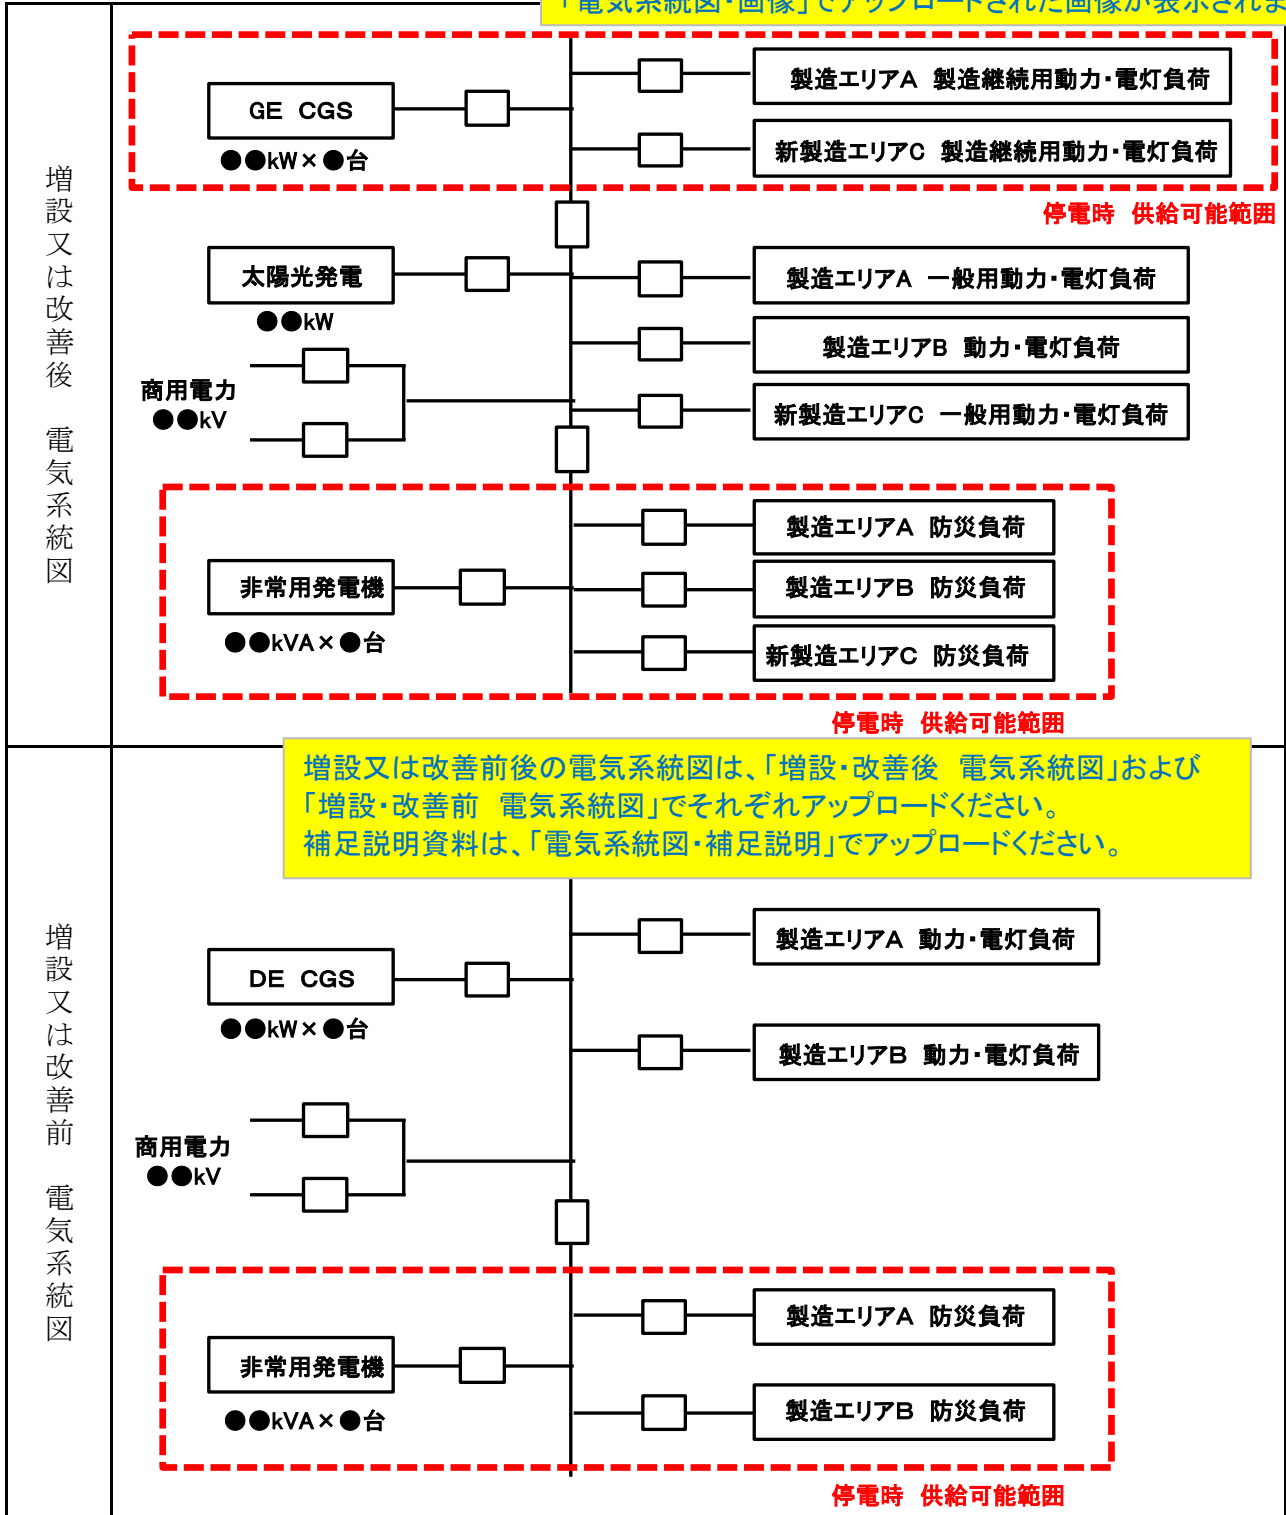 「電気系統図・画像」でアップロードされた画像が表示されま
増設又は改善後　電気系統図
GE CGS
●●kW×●台
製造エリアA 製造継続用動力・電灯負荷
新製造エリアC 製造継続用動力・電灯負荷
停電時 供給可能範囲
太陽光発電
●●kW
商用電力
●●kV
製造エリアA 一般用動力・電灯負荷
製造エリアB 動力・電灯負荷
新製造エリアC 一般用動力・電灯負荷
非常用発電機
●●kVA×●台
製造エリアA 防災負荷
製造エリアB 防災負荷
新製造エリアC 防災負荷
停電時 供給可能範囲
増設又は改善前後の電気系統図は、「増設・改善後 電気系統図」および
「増設・改善前 電気系統図」でそれぞれアップロードください。
補足説明資料は、「電気系統図・補足説明」でアップロードください。
増設又は改善前　電気系統図
DE CGS
●●kW×●台
製造エリアA 動力・電灯負荷
製造エリアB 動力・電灯負荷
商用電力
●●kV
非常用発電機
●●kVA×●台
製造エリアA 防災負荷
製造エリアB 防災負荷
停電時 供給可能範囲